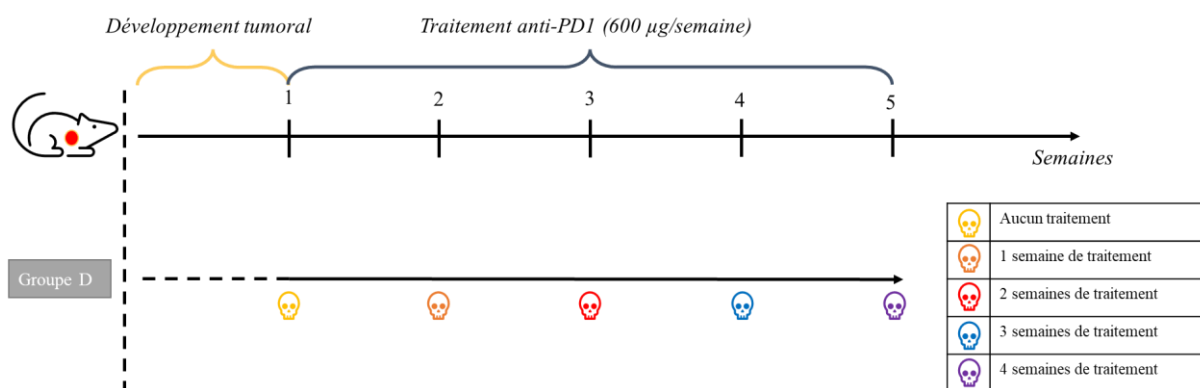 Développement tumoral
Traitement anti-PD1 (600 µg/semaine)
1
2
3
4
5
Semaines
Groupe D
Aucun traitement
1 semaine de traitement
2 semaines de traitement
3 semaines de traitement
4 semaines de traitement